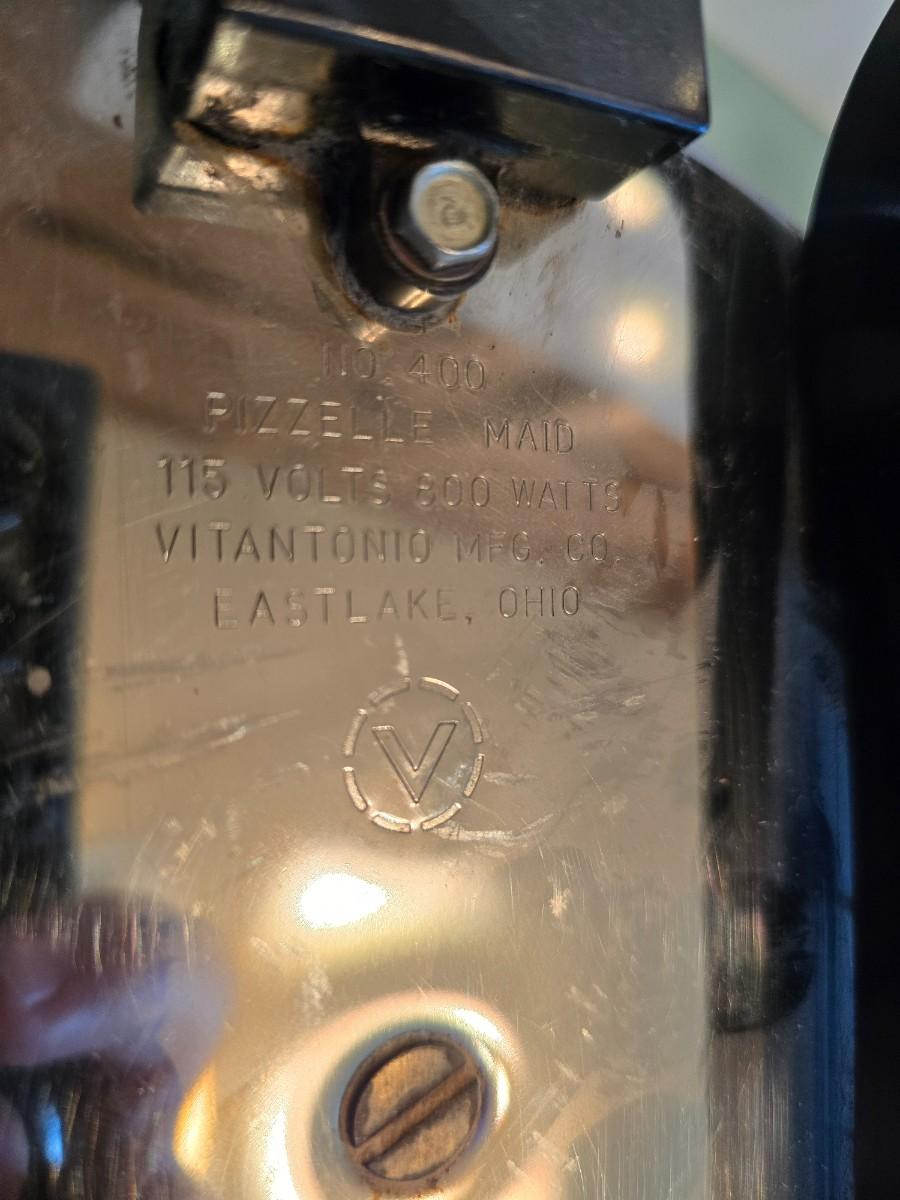 NO. 400
PIZZELLE MAID
115 VOLTS 800 WATTS
VITANTONIO MFG. CO.
EASTLAKE, OHIO
V